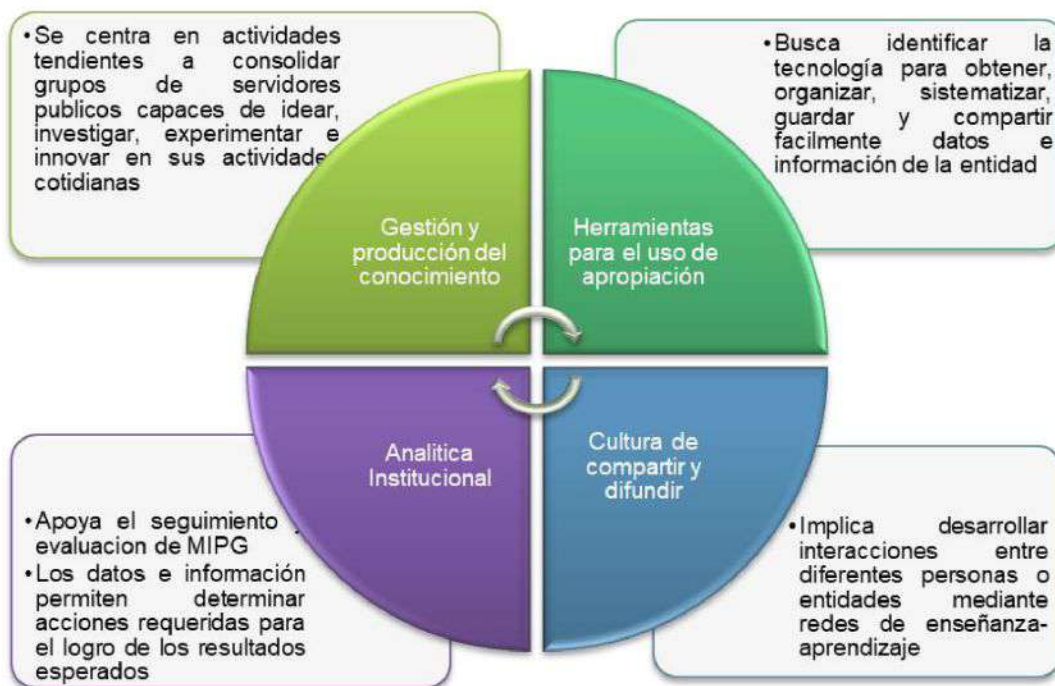 •Se centra en actividades
tendientes a consolidar
grupos de servidores
publicos capaces de idear,
investigar, experimentar e
innovar en sus
cotidianas
•Busca identificar la
tecnología para obtener,
organizar, sistematizar,
guardar y compartir
facilmente datos e
información de la entidad
Gestión y
producción del
conocimiento
Herramientas
para el uso de
apropiación
Analitica
Institucional
Cultura de
compartir y
difundir
•Apoya el seguimiento
evaluacion de MIPG
•Los datos e información
permiten determinar
acciones requeridas para
el logro de los resultados
esperados
•Implica desarrollar
interacciones entre
diferentes personas o
entidades mediante
redes de enseñanza-
aprendizaje